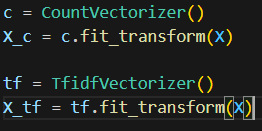 c = CountVectorizer()
X_c = c.fit_transform(X)
tf = TfidfVectorizer()
X_tf = tf.fit_transform(X)